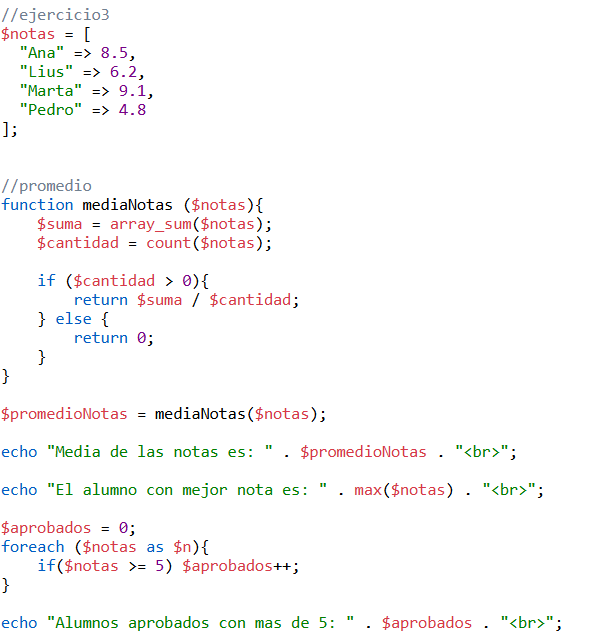 //ejercicio3
$notas = [
  "Ana" => 8.5,
  "Lius" => 6.2,
  "Marta" => 9.1,
  "Pedro" => 4.8
];
//promedio
function mediaNotas ($notas){
    $suma = array_sum($notas);
    $cantidad = count($notas);
    if ($cantidad > 0){
        return $suma / $cantidad;
    } else {
        return 0;
    }
}
$promedioNotas = mediaNotas($notas);
echo "Media de las notas es: " . $promedioNotas . "<br>";
echo "El alumno con mejor nota es: " . max($notas) . "<br>";
$aprobados = 0;
foreach ($notas as $n){
    if($notas >= 5) $aprobados++;
}
echo "Alumnos aprobados con mas de 5: " . $aprobados . "<br>";